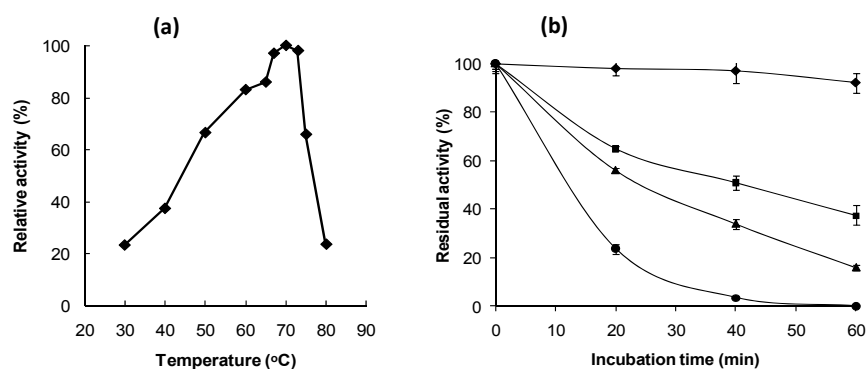 (a)
Relative activity (%)
100
80
60
40
20
0
20 30 40 50 60 70 80 90
Temperature (°C)
(b)
Residual activity (%)
100
80
60
40
20
0
0 10 20 30 40 50 60
Incubation time (min)